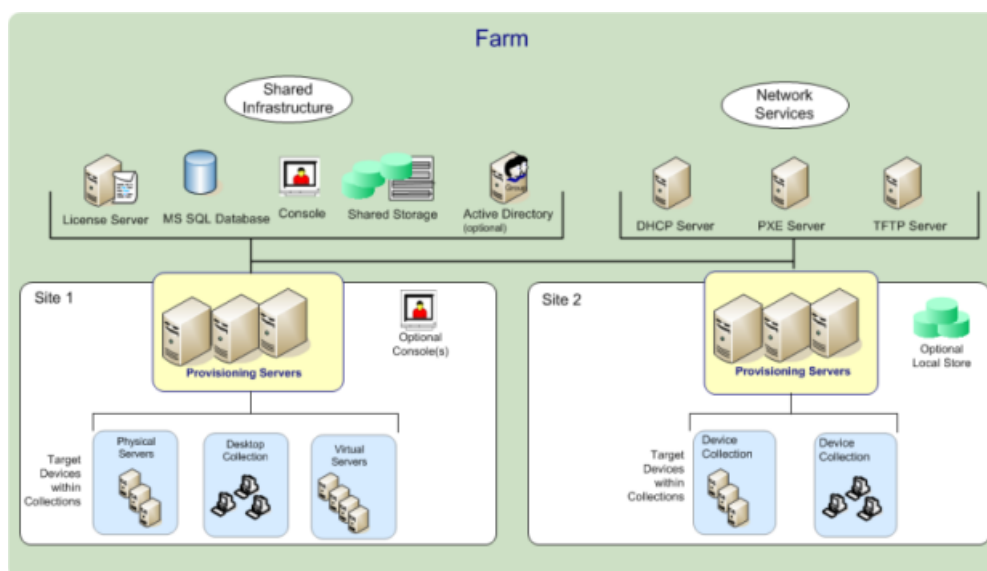 Farm
Shared
Infrastructure
Network
Services
License Server
MS SQL Database
Console
Shared Storage
Group
Active Directory
(optional)
DHCP Server
PXE Server
TFTP Server
Site 1
Provisioning Servers
Optional
Console(s)
Target
Devices
within
Collections
Physical
Servers
Desktop
Collection
Virtual
Servers
Site 2
Provisioning Servers
Optional
Local Store
Target
Devices
within
Collections
Device
Collection
Device
Collection